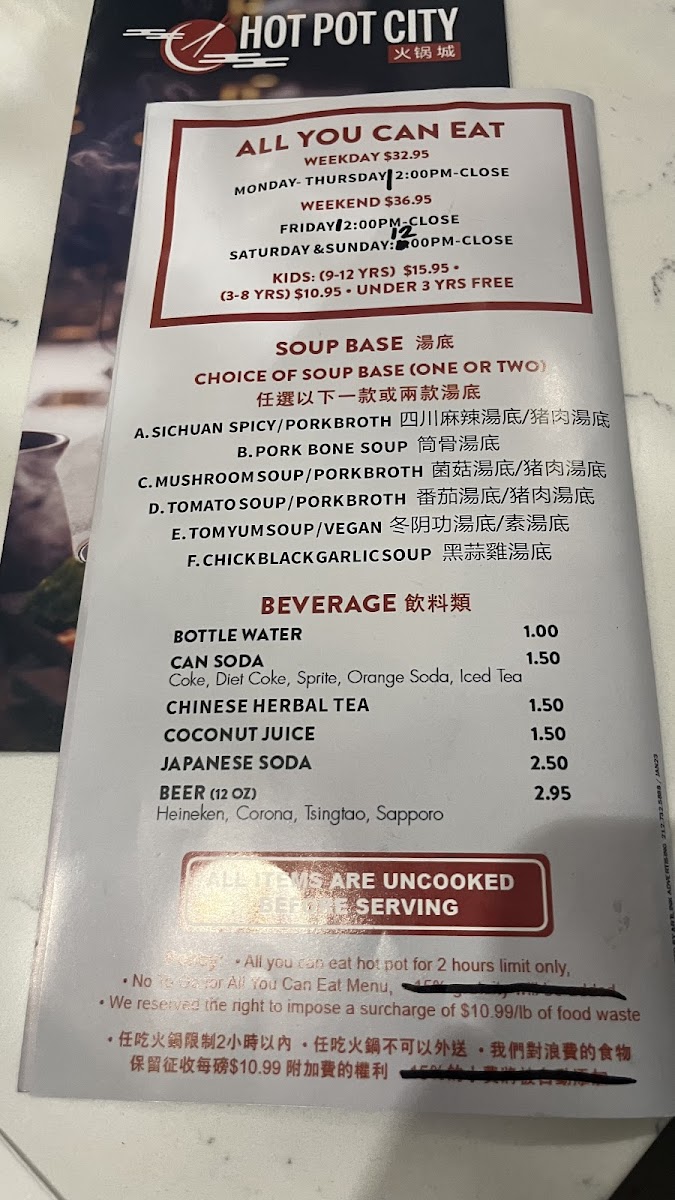 HOT POT CITY
火锅城
ALL YOU CAN EAT
WEEKDAY $32.95
MONDAY- THURSDAY 12:00PM-CLOSE
WEEKEND $36.95
FRIDAY 12:00PM-CLOSE
SATURDAY & SUNDAY: 12:00PM-CLOSE
KIDS: (9-12 YRS) $15.95 •
(3-8 YRS) $10.95 • UNDER 3 YRS FREE
SOUP BASE 湯底
CHOICE OF SOUP BASE (ONE OR TWO)
任選以下一款或兩款湯底
A. SICHUAN SPICY/PORK BROTH 四川麻辣湯底/猪肉湯底
B. PORK BONE SOUP 筒骨湯底
C. MUSHROOM SOUP/PORK BROTH 菌菇湯底/猪肉湯底
D. TOMATO SOUP/PORK BROTH 番茄湯底/猪肉湯底
E. TOM YUM SOUP/VEGAN 冬阴功湯底/素湯底
F. CHICK BLACK GARLIC SOUP 黑蒜雞湯底
BEVERAGE 飲料類
BOTTLE WATER 1.00
CAN SODA 1.50
Coke, Diet Coke, Sprite, Orange Soda, Iced Tea
CHINESE HERBAL TEA 1.50
COCONUT JUICE 1.50
JAPANESE SODA 2.50
BEER (12 OZ) 2.95
Heineken, Corona, Tsingtao, Sapporo
ALL ITEMS ARE UNCOOKED
BEFORE SERVING
• All you can eat hot pot for 2 hours limit only,
• No To Go for All You Can Eat Menu,
• We reserved the right to impose a surcharge of $10.99/lb of food waste
• 任吃火鍋限制2小時以內 • 任吃火鍋不可以外送 • 我們對浪費的食物
保留征收每磅$10.99 附加費的權利